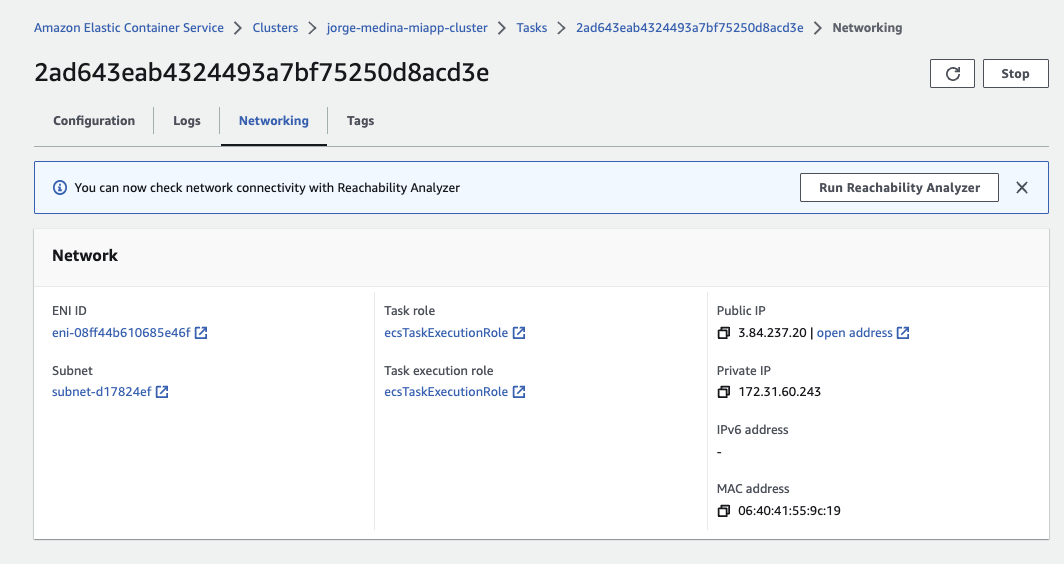 Amazon Elastic Container Service > Clusters > jorge-medina-miapp-cluster > Tasks > 2ad643eab4324493a7bf75250d8acd3e > Networking
2ad643eab4324493a7bf75250d8acd3e
Stop
Configuration Logs Networking Tags
You can now check network connectivity with Reachability Analyzer
Run Reachability Analyzer
Network
ENI ID
eni-08ff44b610685e46f
Subnet
subnet-d17824ef
Task role
ecsTaskExecutionRole
Task execution role
ecsTaskExecutionRole
Public IP
3.84.237.20 | open address
Private IP
172.31.60.243
IPv6 address
-
MAC address
06:40:41:55:9c:19